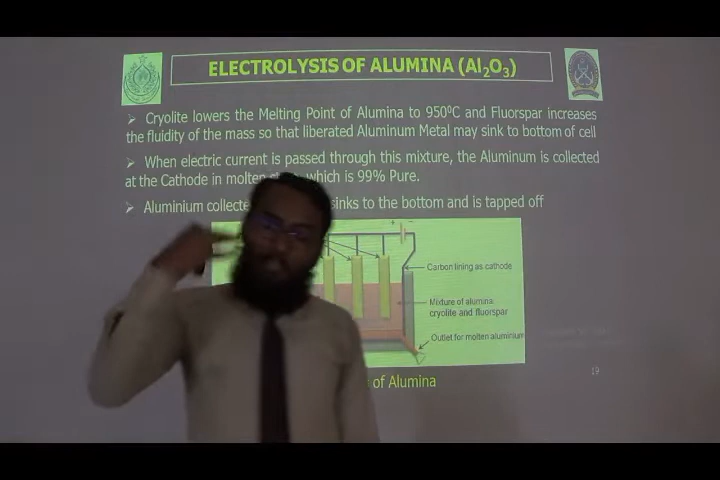 ELECTROLYSIS OF ALUMINA (Al2O3)
➢ Cryolite lowers the Melting Point of Alumina to 950⁰C and Fluorspar increases
the fluidity of the mass so that liberated Aluminum Metal may sink to bottom of cell
➢ When electric current is passed through this mixture, the Aluminum is collected
at the Cathode in molten which is 99% Pure.
➢ Aluminium sinks to the bottom and is tapped off
Carbon lining as cathode
Mixture of alumina
cryolite and fluorspar
Outlet for molten aluminium
of Alumina
19